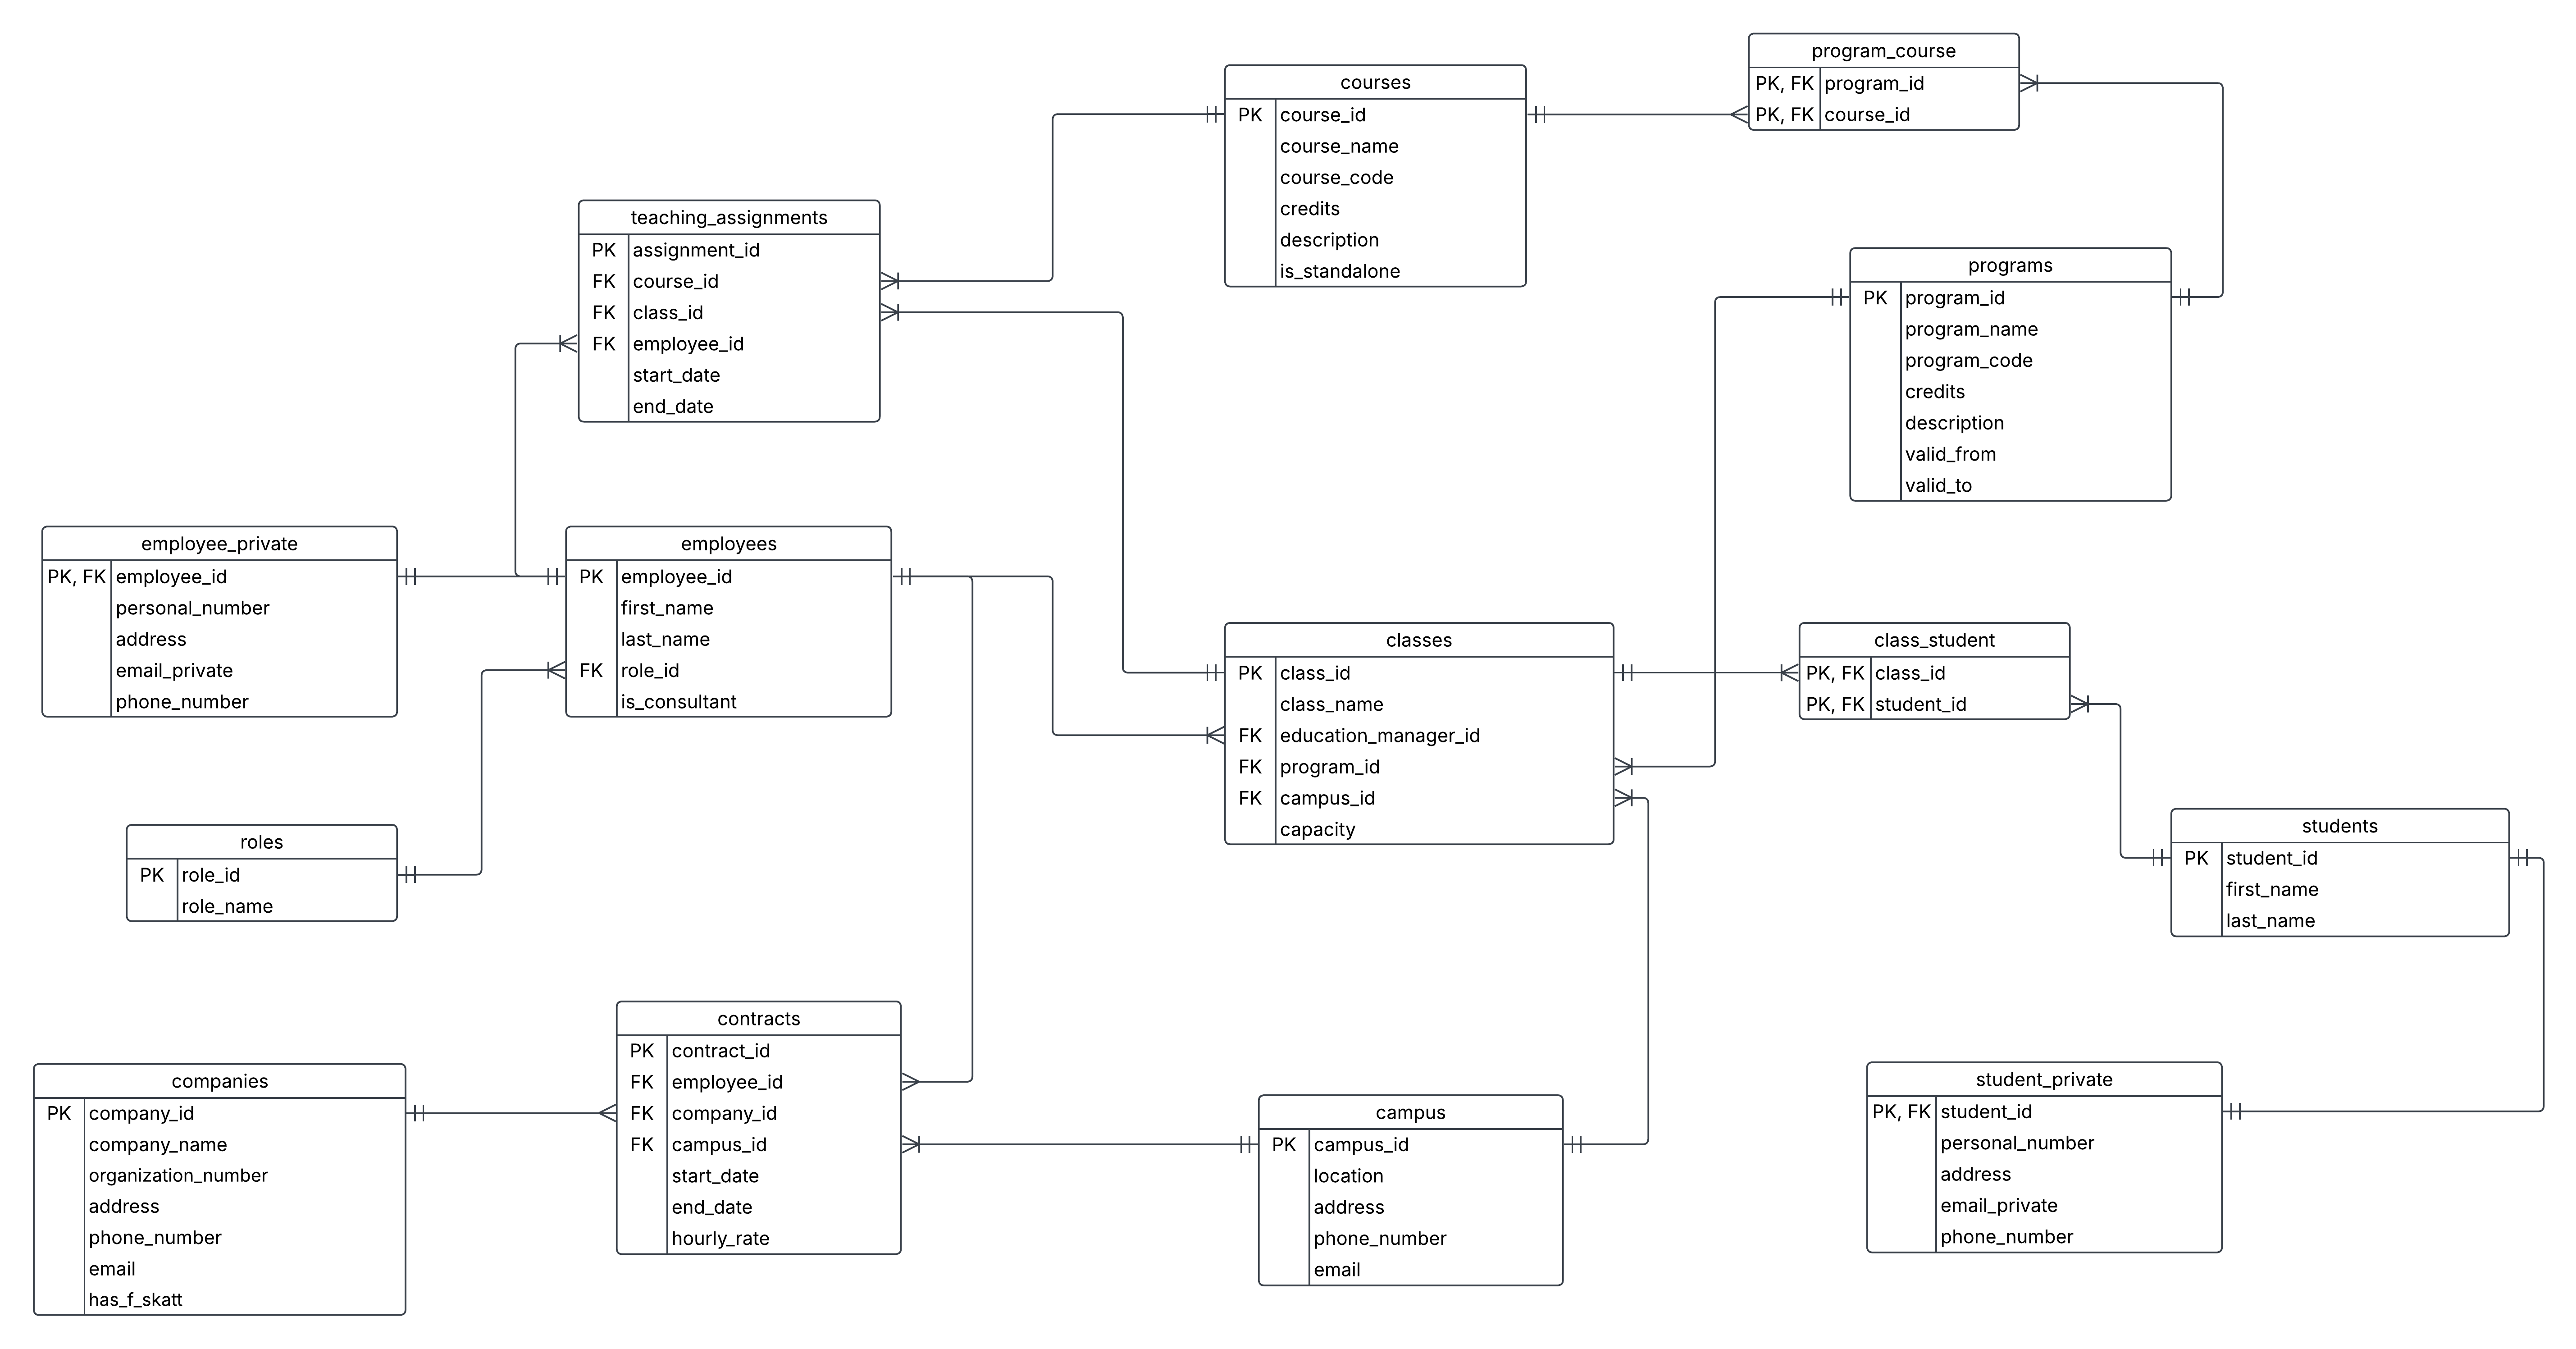 program_course
PK, FK program_id
PK, FK course_id
courses
PK course_id
course_name
course_code
credits
description
is_standalone
teaching_assignments
PK assignment_id
FK course_id
FK class_id
FK employee_id
start_date
end_date
programs
PK program_id
program_name
program_code
credits
description
valid_from
valid_to
employee_private
PK, FK employee_id
personal_number
address
email_private
phone_number
employees
PK employee_id
first_name
last_name
FK role_id
is_consultant
classes
PK class_id
class_name
FK education_manager_id
FK program_id
FK campus_id
capacity
class_student
PK, FK class_id
PK, FK student_id
roles
PK role_id
role_name
students
PK student_id
first_name
last_name
contracts
PK contract_id
FK employee_id
FK company_id
FK campus_id
start_date
end_date
hourly_rate
companies
PK company_id
company_name
organization_number
address
phone_number
email
has_f_skatt
campus
PK campus_id
location
address
phone_number
email
student_private
PK, FK student_id
personal_number
address
email_private
phone_number